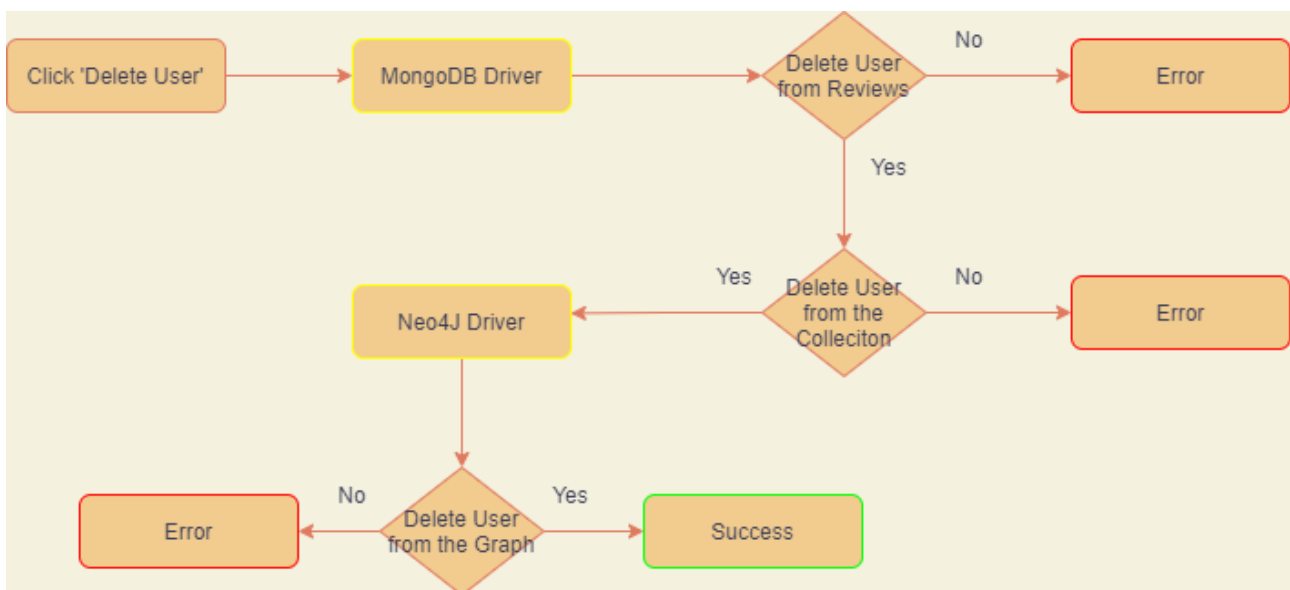 Click 'Delete User'
MongoDB Driver
Delete User
from Reviews
No
Error
Yes
Delete User
from the
Colleciton
No
Error
Yes
Neo4J Driver
Delete User
from the Graph
No
Error
Yes
Success